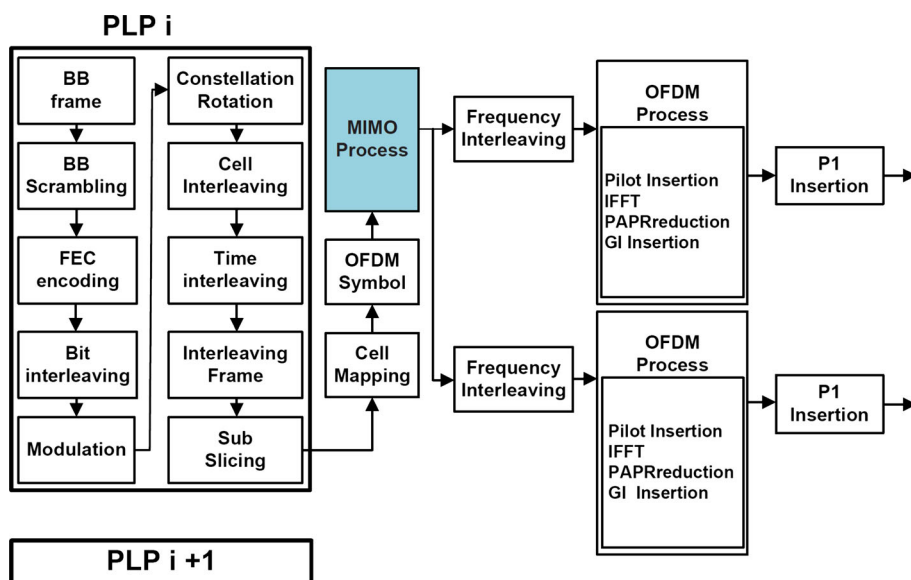 PLP i
BB
frame
BB
Scrambling
FEC
encoding
Bit
interleaving
Modulation
Constellation
Rotation
Cell
Interleaving
Time
interleaving
Interleaving
Frame
Sub
Slicing
MIMO
Process
OFDM
Symbol
Cell
Mapping
Frequency
Interleaving
OFDM
Process
Pilot Insertion
IFFT
PAPRreduction
GI Insertion
P1
Insertion
Frequency
Interleaving
OFDM
Process
Pilot Insertion
IFFT
PAPRreduction
GI Insertion
P1
Insertion
PLP i +1